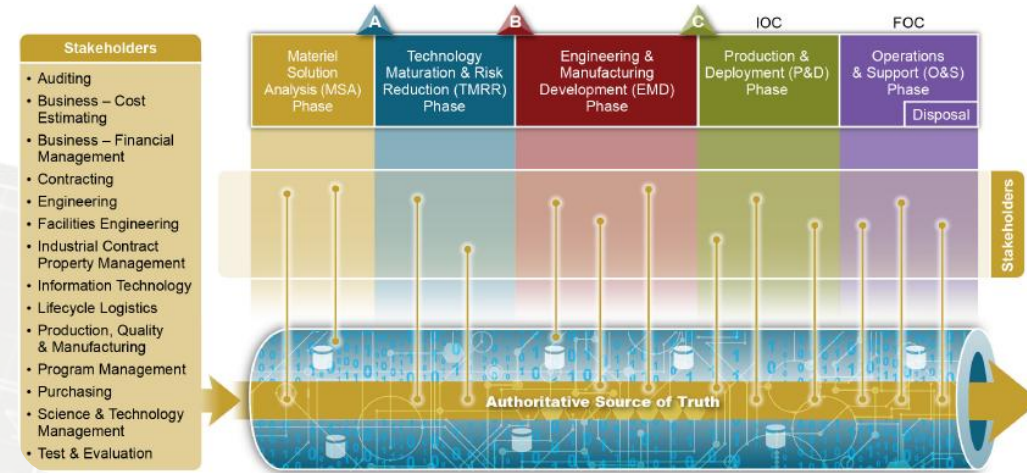 Stakeholders
• Auditing
• Business – Cost
Estimating
• Business – Financial
Management
• Contracting
• Engineering
• Facilities Engineering
• Industrial Contract
Property Management
• Information Technology
• Lifecycle Logistics
• Production, Quality
& Manufacturing
• Program Management
• Purchasing
• Science & Technology
Management
• Test & Evaluation
A
B
C
IOC
FOC
Materiel
Solution
Analysis (MSA)
Phase
Technology
Maturation & Risk
Reduction (TMRR)
Phase
Engineering &
Manufacturing
Development (EMD)
Phase
Production &
Deployment (P&D)
Phase
Operations
& Support (O&S)
Phase
Disposal
Stakeholders
Authoritative Source of Truth